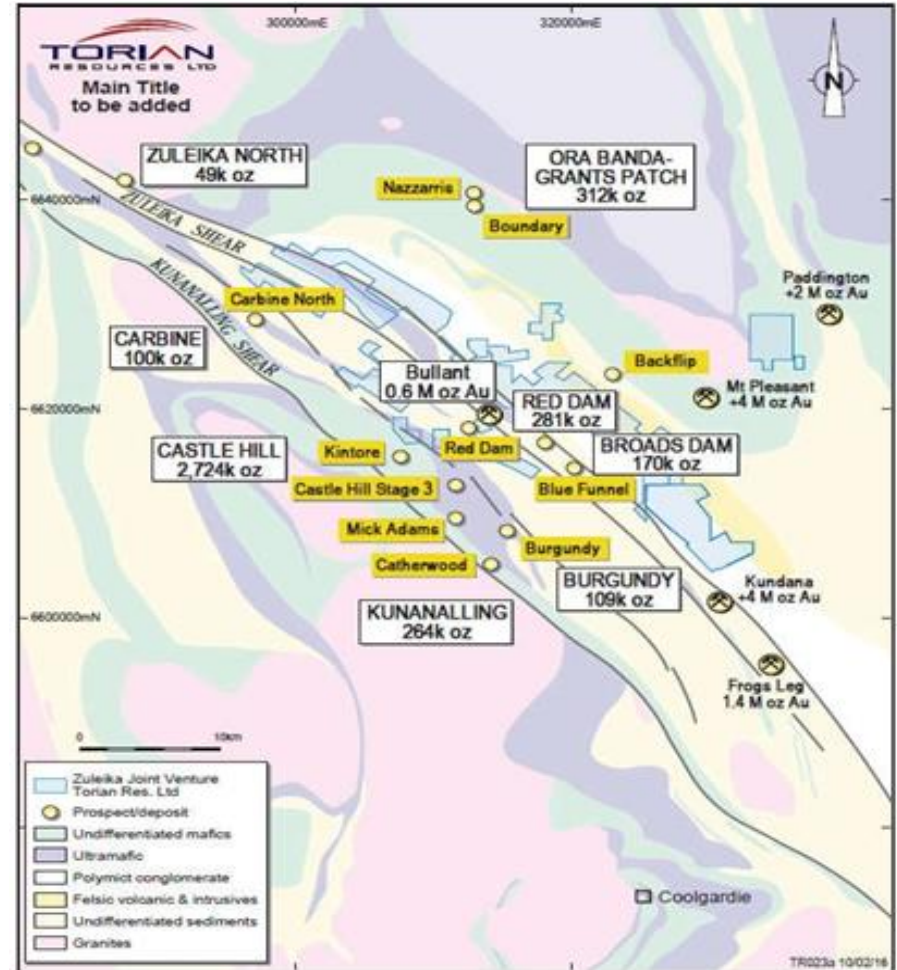 300000mE
320000mE
TORIAN
RESOURCES LTD
Main Title
to be added
N
ZULEIKA NORTH
49k oz
ORA BANDA-
GRANTS PATCH
312k oz
Nazzarris
6640000mN
ZULEIKA SHEAR
Boundary
KUNANALLING SHEAR
Paddington
+2 M oz Au
Carbine North
CARBINE
100k oz
Bullant
0.6 M oz Au
Backflip
Mt Pleasant
+4 M oz Au
6620000mN
RED DAM
281k oz
CASTLE HILL
2,724k oz
Kintore
Red Dam
BROADS DAM
170k oz
Castle Hill Stage 3
Blue Funnel
Mick Adams
Burgundy
Catherwood
BURGUNDY
109k oz
Kundana
+4 M oz Au
KUNANALLING
264k oz
6600000mN
Frogs Leg
1.4 M oz Au
0
10km
Zuleika Joint Venture
Torian Res. Ltd
Prospect/deposit
Undifferentiated mafics
Ultramafic
Polymict conglomerate
Felsic volcanic & intrusives
Undifferentiated sediments
Granites
Coolgardie
TR023a 10/02/16